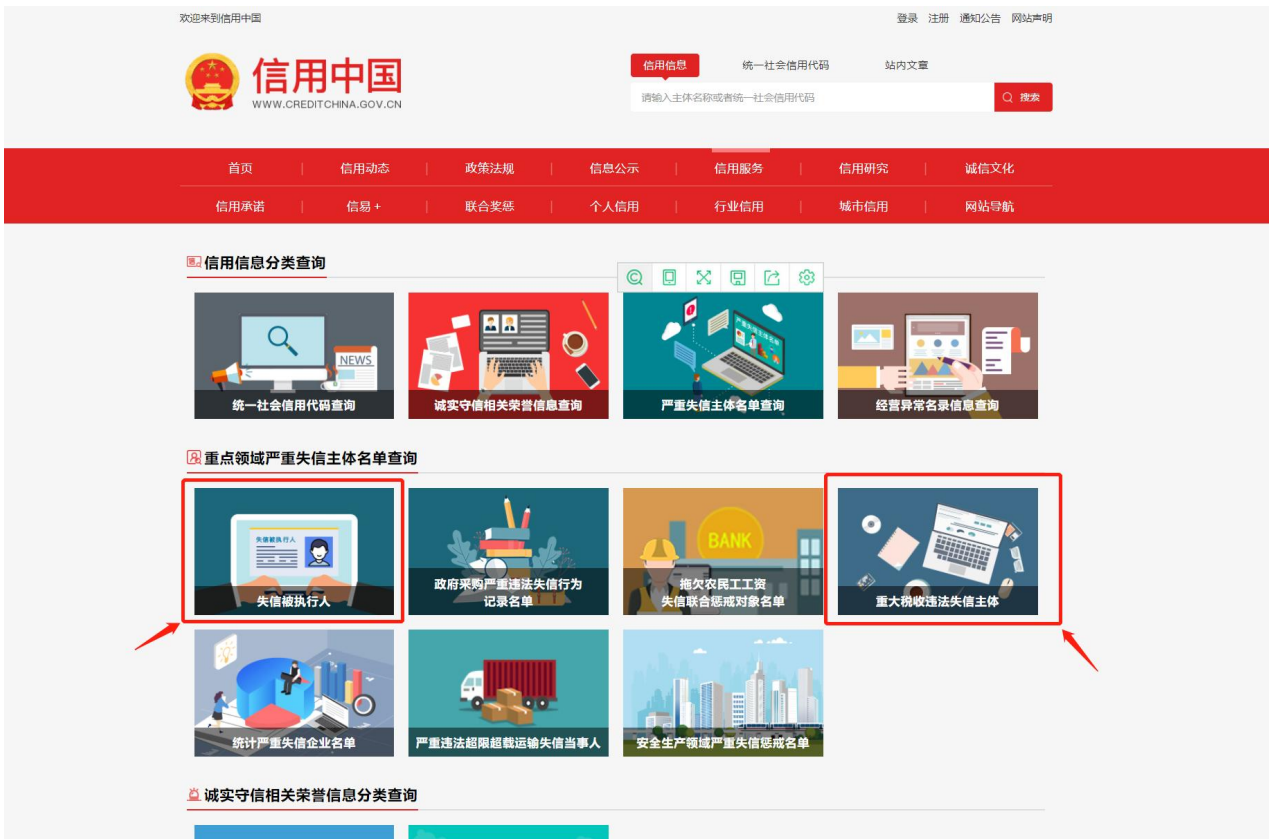 欢迎来到信用中国
登录 注册 通知公告 网站声明
信用中国
WWW.CREDITCHINA.GOV.CN
信用信息 统一社会信用代码 站内文章
请输入主体名称或者统一社会信用代码
搜索
首页 信用动态 政策法规 信息公示 信用服务 信用研究 诚信文化
信用承诺 信易+ 联合奖惩 个人信用 行业信用 城市信用 网站导航
信用信息分类查询
NEWS
严重失信主体名单
统一社会信用代码查询
诚实守信相关荣誉信息查询
严重失信主体名单查询
经营异常名录信息查询
重点领域严重失信主体名单查询
失信被执行人
BANK
失信被执行人
政府采购严重违法失信行为
记录名单
拖欠农民工工资
失信联合惩戒对象名单
重大税收违法失信主体
统计严重失信企业名单
严重违法超限超载运输失信当事人
安全生产领域严重失信惩戒名单
诚实守信相关荣誉信息分类查询